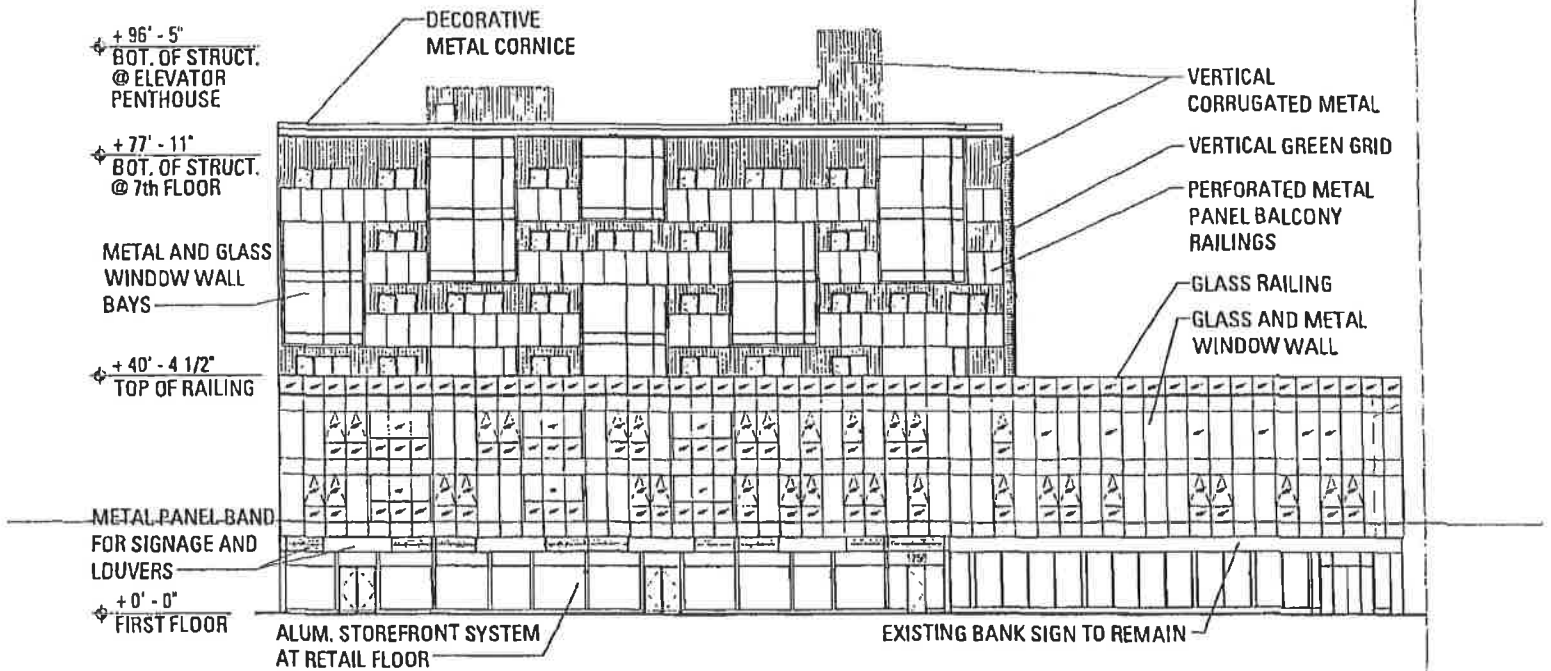 + 96' - 5"
BOT. OF STRUCT.
@ ELEVATOR
PENTHOUSE
DECORATIVE
METAL CORNICE
VERTICAL
CORRUGATED METAL
+ 77' - 11"
BOT. OF STRUCT.
@ 7th FLOOR
VERTICAL GREEN GRID
PERFORATED METAL
PANEL BALCONY
RAILINGS
METAL AND GLASS
WINDOW WALL
BAYS
GLASS RAILING
GLASS AND METAL
WINDOW WALL
+ 40' - 4 1/2"
TOP OF RAILING
METAL PANEL BAND
FOR SIGNAGE AND
LOUVERS
1250
+ 0' - 0"
FIRST FLOOR
ALUM. STOREFRONT SYSTEM
AT RETAIL FLOOR
EXISTING BANK SIGN TO REMAIN